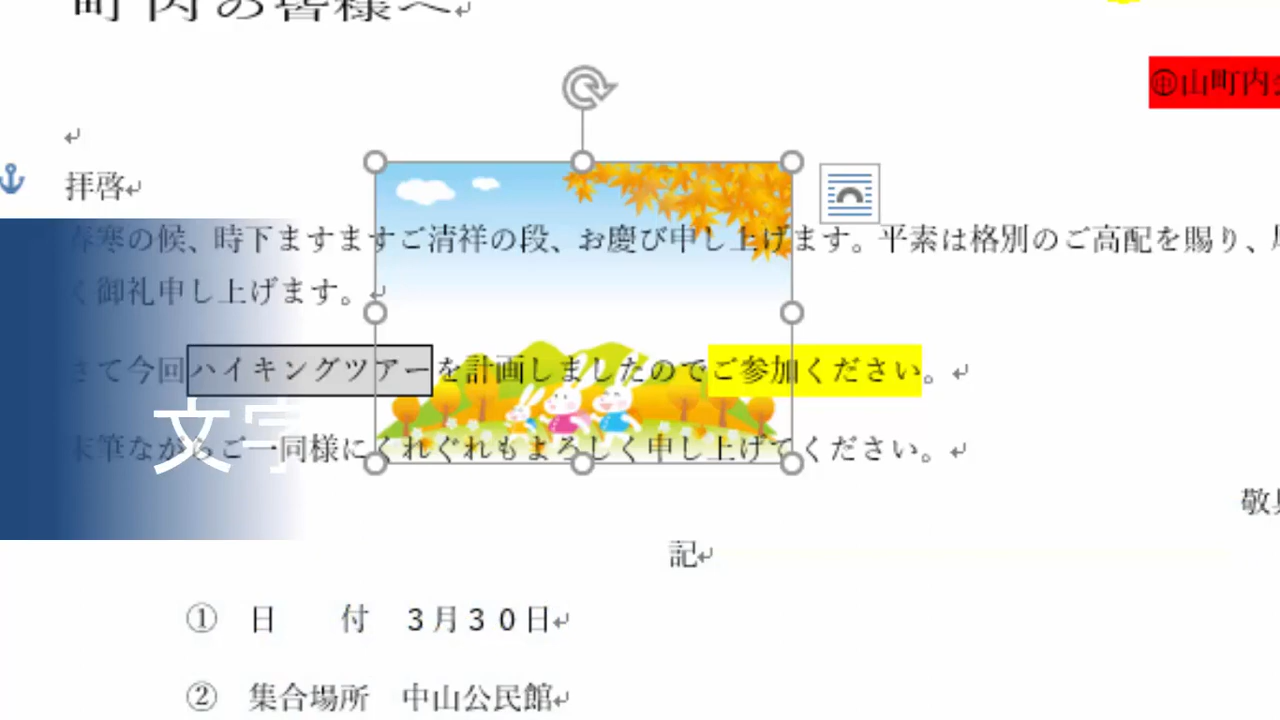 町内の皆様へ
㊥山町内
拝啓
春寒の候、時下ますますご清祥の段、お慶び申し上げます。平素は格別のご高配を賜り、
く御礼申し上げます。
さて今回ハイキングツアーを計画しましたのでご参加ください。
文字
末筆ながらご一同様にくれぐれもよろしく申し上げてください。
記
① 日　付 ３月３０日
② 集合場所 中山公民館